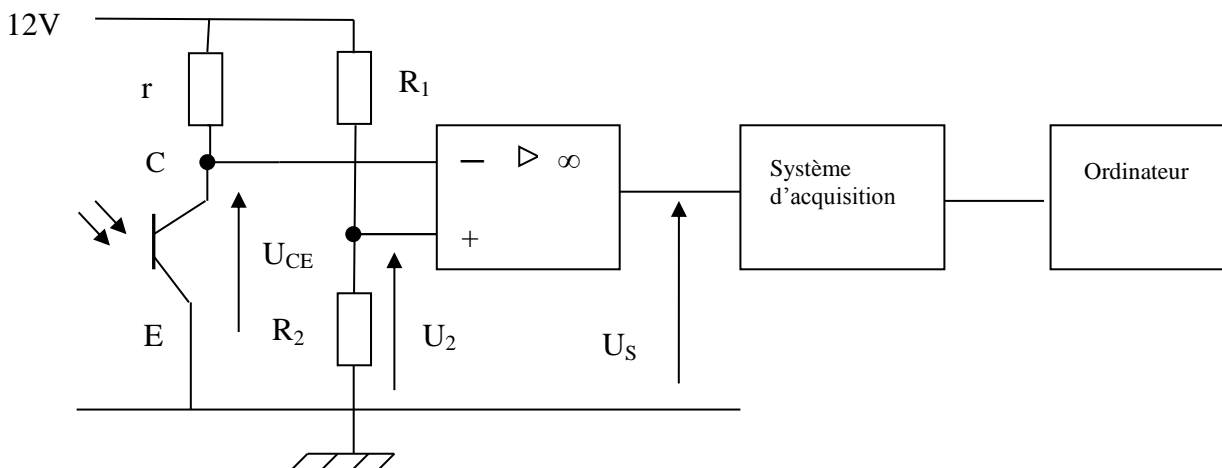 12V
r
R₁
C
− ▷ ∞
Système
d'acquisition
Ordinateur
+
U_CE
E
R₂
U₂
U_S